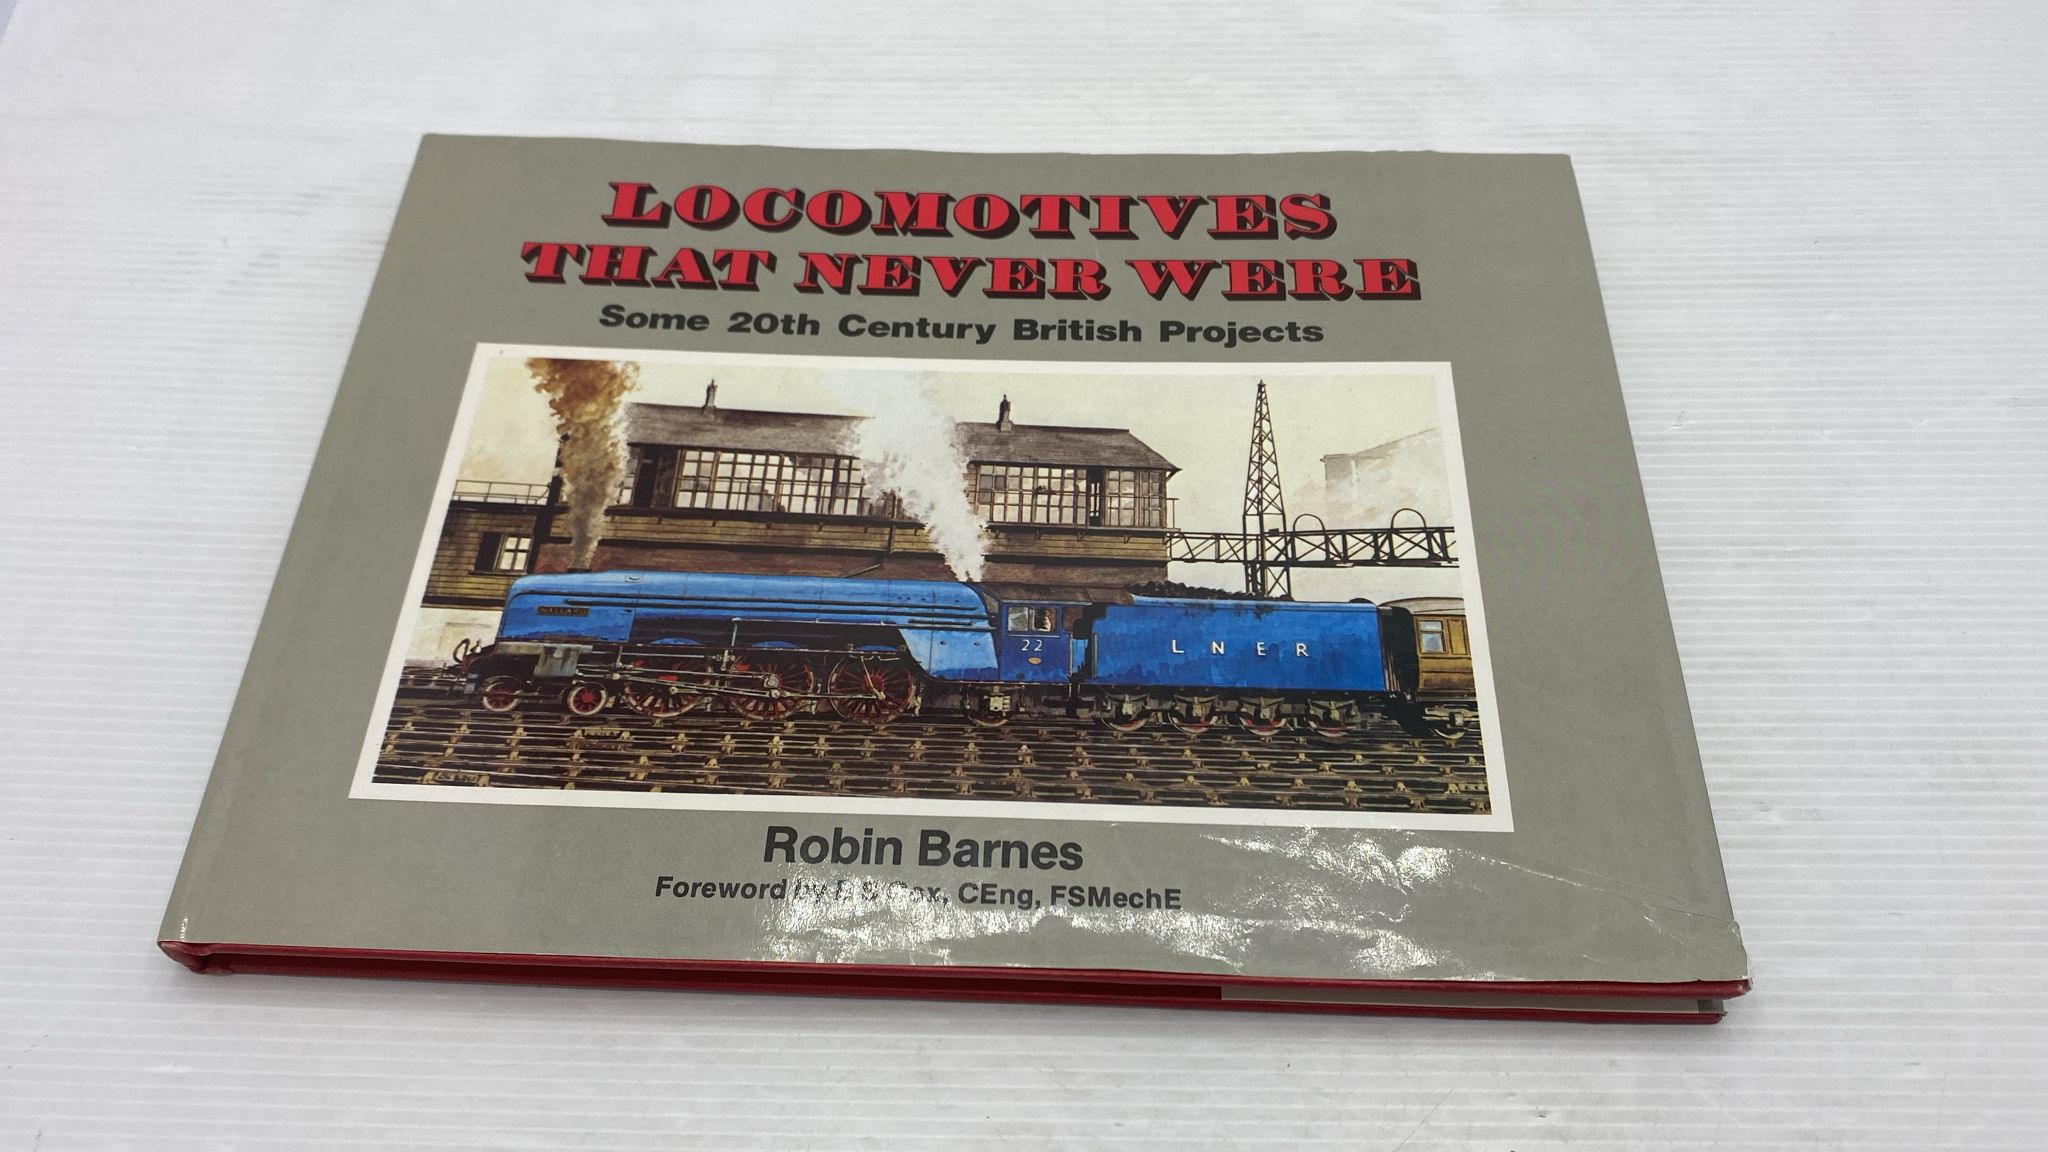 LOCOMOTIVES
THAT NEVER WERE
Some 20th Century British Projects
22
L N E R
Robin Barnes
Foreword by E S Cox, CEng, FSMechE